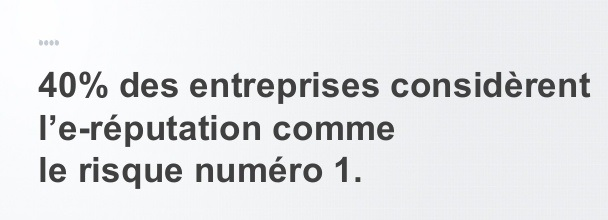 40% des entreprises considèrent
l’e-réputation comme
le risque numéro 1.